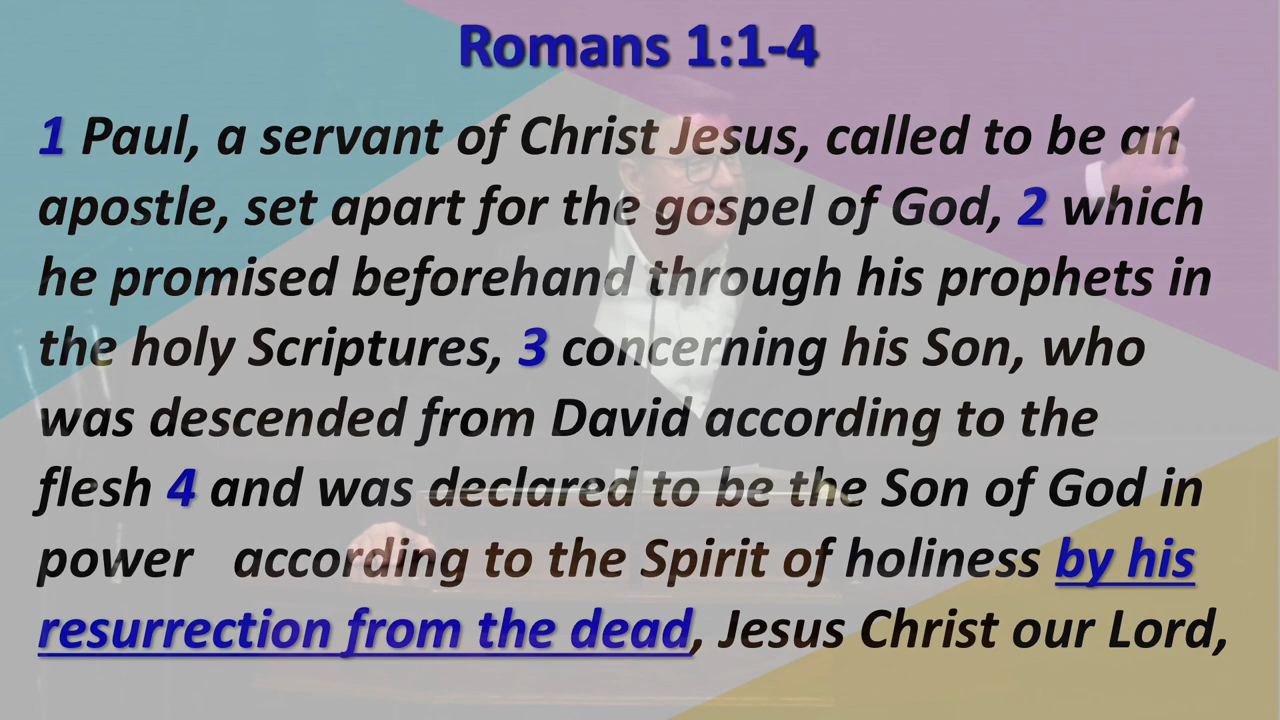 Romans 1:1-4
1 Paul, a servant of Christ Jesus, called to be an
apostle, set apart for the gospel of God, 2 which
he promised beforehand through his prophets in
the holy Scriptures, 3 concerning his Son, who
was descended from David according to the
flesh 4 and was declared to be the Son of God in
power according to the Spirit of holiness by his
resurrection from the dead, Jesus Christ our Lord,